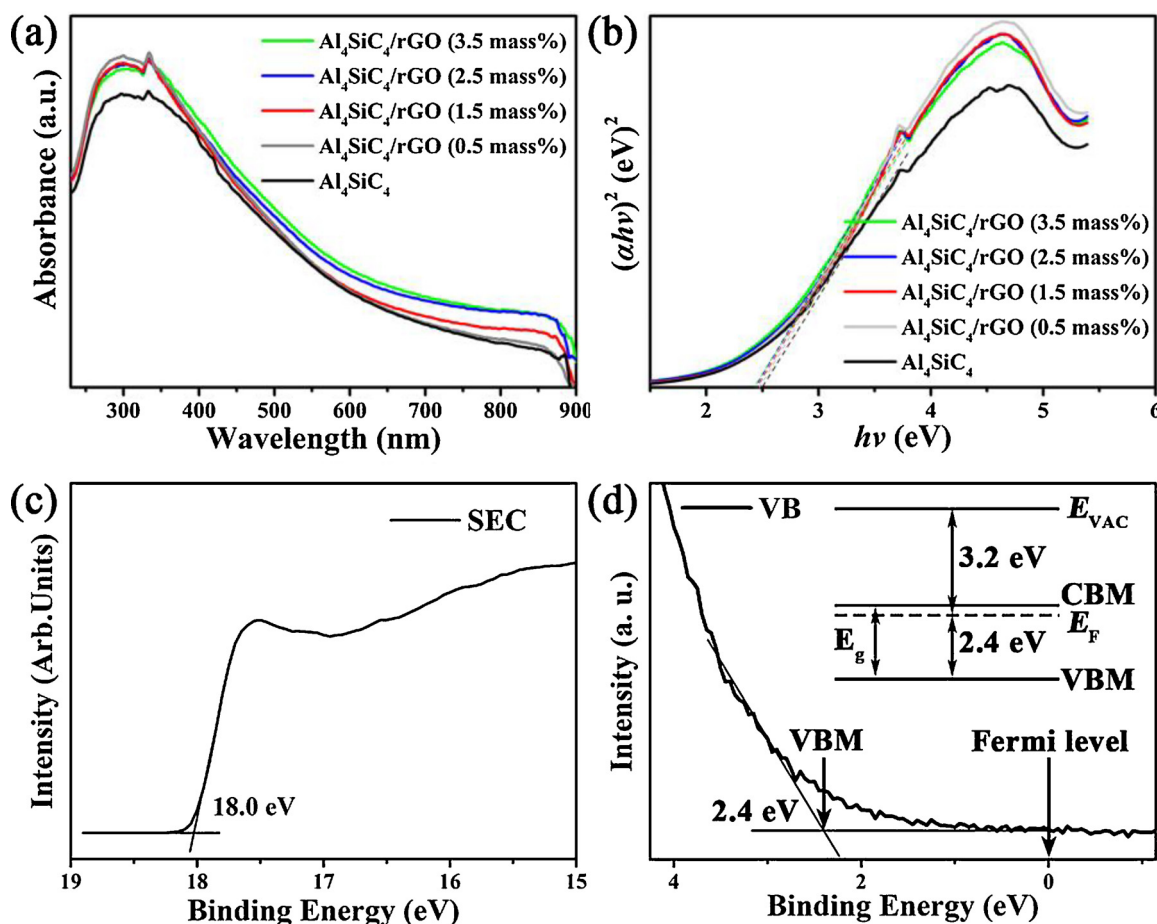 (a)
Al₄SiC₄/rGO (3.5 mass%)
Al₄SiC₄/rGO (2.5 mass%)
Al₄SiC₄/rGO (1.5 mass%)
Al₄SiC₄/rGO (0.5 mass%)
Al₄SiC₄
Absorbance (a.u.)
300 400 500 600 700 800 900
Wavelength (nm)
(b)
(αhν)² (eV)²
Al₄SiC₄/rGO (3.5 mass%)
Al₄SiC₄/rGO (2.5 mass%)
Al₄SiC₄/rGO (1.5 mass%)
Al₄SiC₄/rGO (0.5 mass%)
Al₄SiC₄
2 3 4 5 6
hν (eV)
(c)
SEC
Intensity (Arb.Units)
18.0 eV
19 18 17 16 15
Binding Energy (eV)
(d)
VB
E_VAC
3.2 eV
CBM
E_F
E_g
2.4 eV
VBM
Intensity (a. u.)
VBM
Fermi level
2.4 eV
4 2 0
Binding Energy (eV)